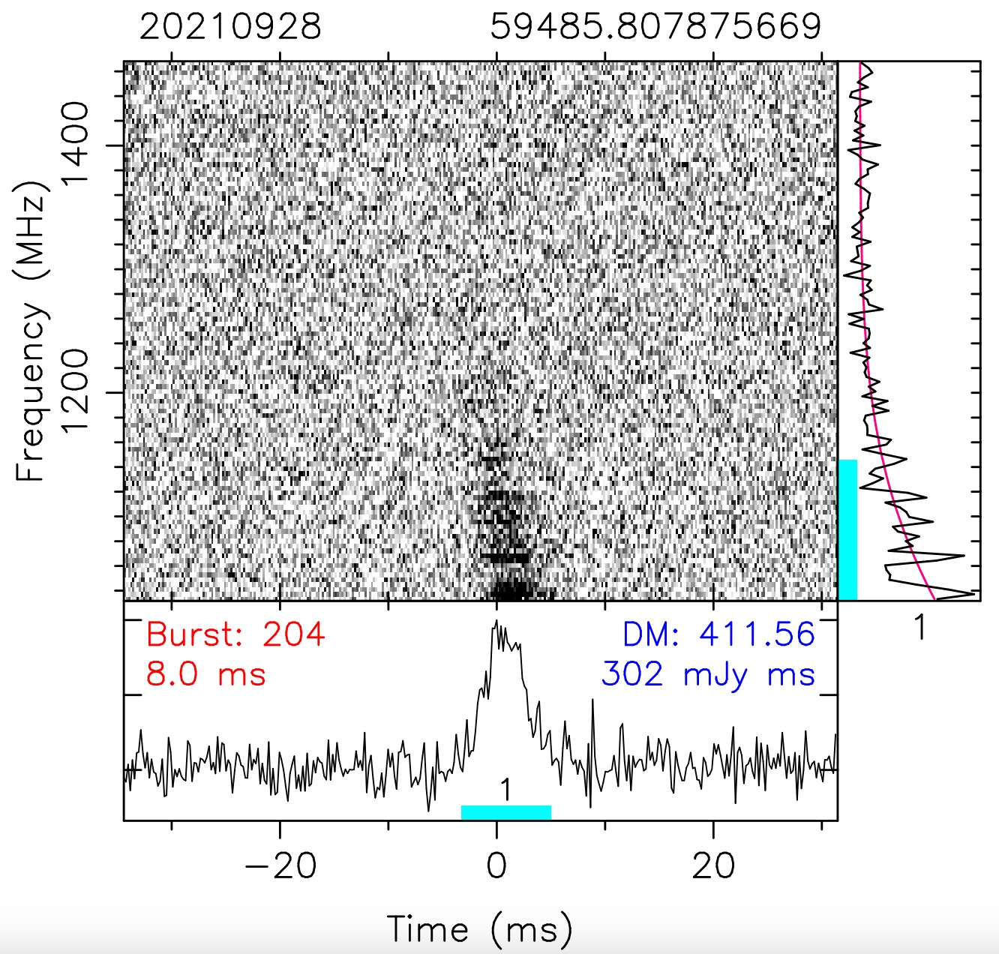 20210928 59485.807875669
Frequency (MHz)
1400
1200
1
Burst: 204
8.0 ms
DM: 411.56
302 mJy ms
1
−20 0 20
Time (ms)